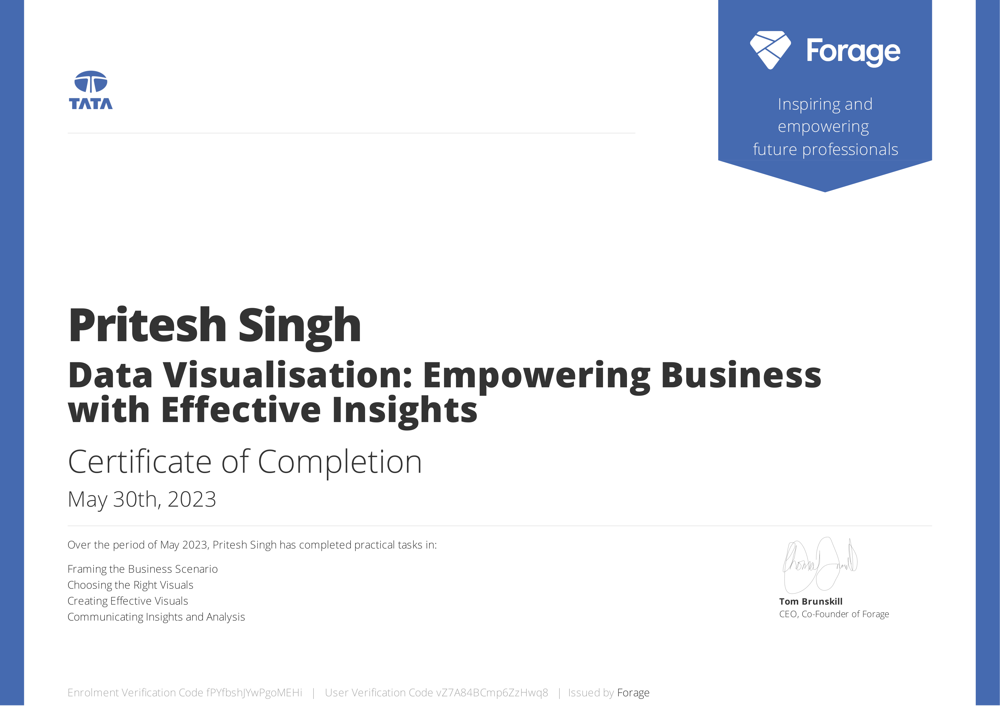 TATA
Forage
Inspiring and
empowering
future professionals
Pritesh Singh
Data Visualisation: Empowering Business
with Effective Insights
Certificate of Completion
May 30th, 2023
Over the period of May 2023, Pritesh Singh has completed practical tasks in:
Framing the Business Scenario
Choosing the Right Visuals
Creating Effective Visuals
Communicating Insights and Analysis
Tom Brunskill
CEO, Co-Founder of Forage
Enrolment Verification Code fPYfbshJYwPgoMEHi | User Verification Code vZ7A84BCmp6ZzHwq8 | Issued by Forage